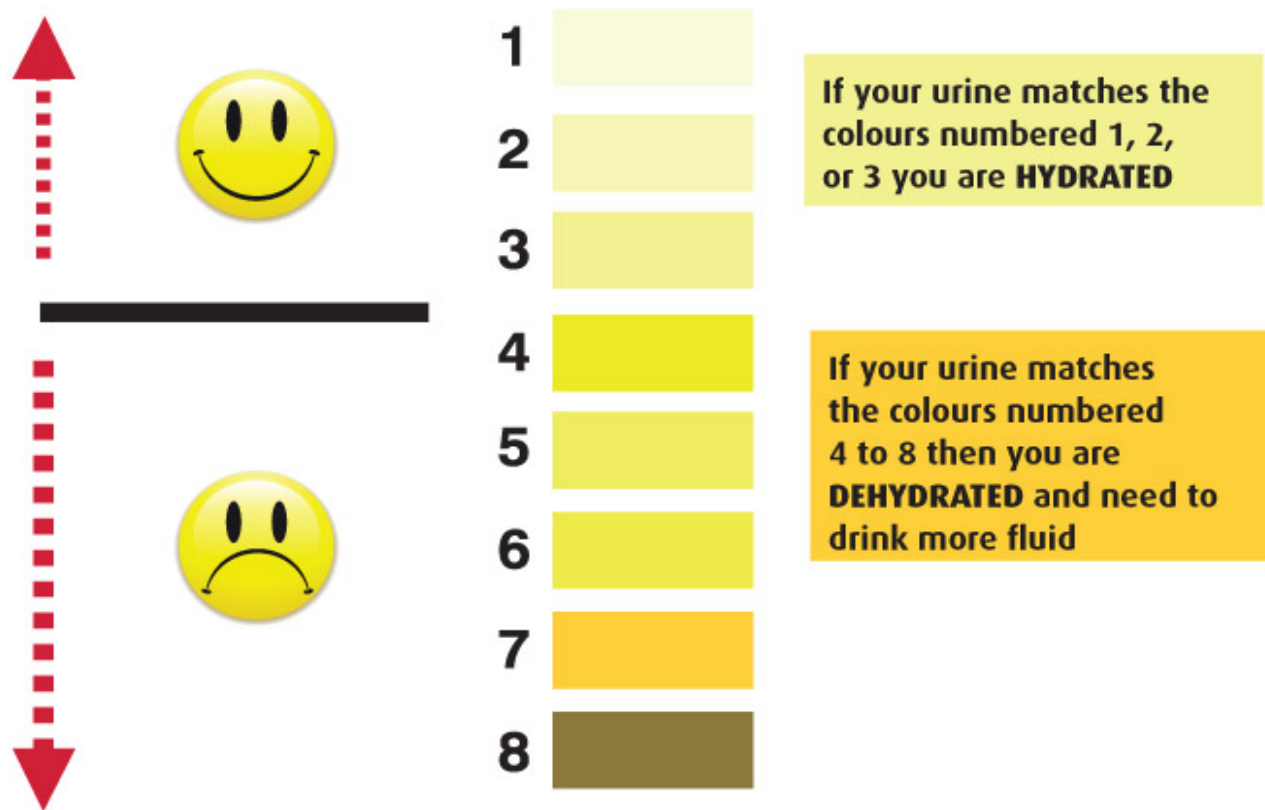 1
If your urine matches the
colours numbered 1, 2,
or 3 you are HYDRATED
2
3
4
If your urine matches
the colours numbered
4 to 8 then you are
DEHYDRATED and need to
drink more fluid
5
6
7
8